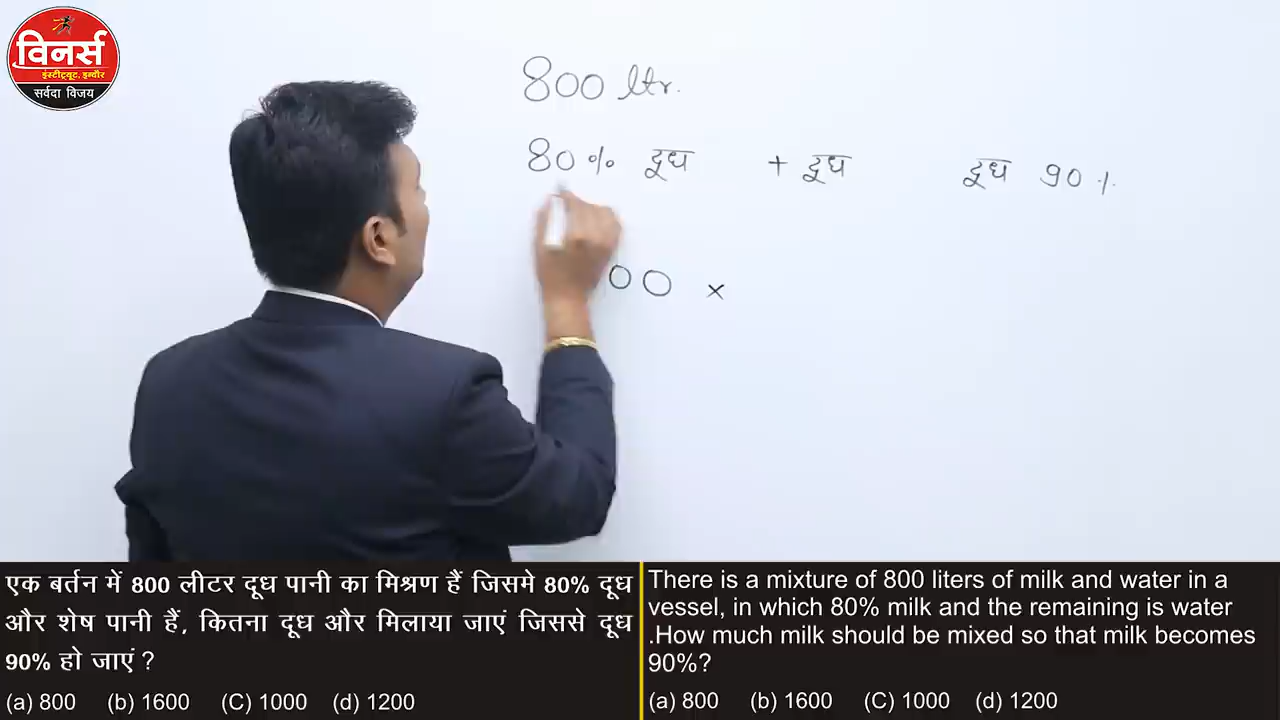 विनर्स
इंस्टीट्यूट, इन्दौर
सर्वदा विजय
800 ltr.
80% दूध + दूध दूध 90%
00 ×
एक बर्तन में 800 लीटर दूध पानी का मिश्रण हैं जिसमे 80% दूध
और शेष पानी हैं, कितना दूध और मिलाया जाएं जिससे दूध
90% हो जाएं ?
(a) 800 (b) 1600 (C) 1000 (d) 1200
There is a mixture of 800 liters of milk and water in a
vessel, in which 80% milk and the remaining is water
.How much milk should be mixed so that milk becomes
90%?
(a) 800 (b) 1600 (C) 1000 (d) 1200